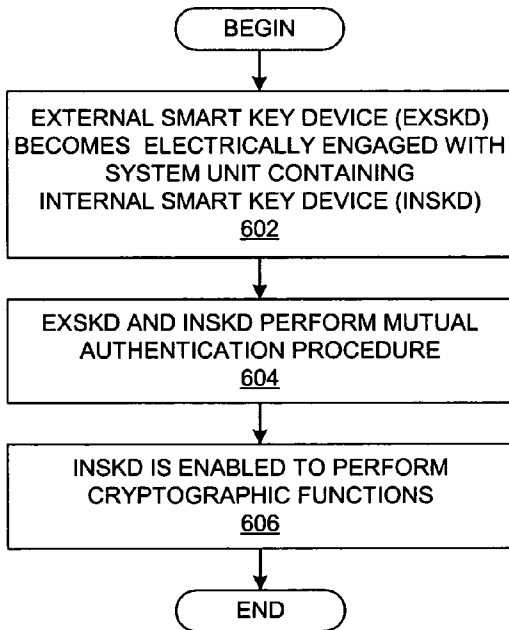 BEGIN
EXTERNAL SMART KEY DEVICE (EXSKD)
BECOMES ELECTRICALLY ENGAGED WITH
SYSTEM UNIT CONTAINING
INTERNAL SMART KEY DEVICE (INSKD)
602
EXSKD AND INSKD PERFORM MUTUAL
AUTHENTICATION PROCEDURE
604
INSKD IS ENABLED TO PERFORM
CRYPTOGRAPHIC FUNCTIONS
606
END